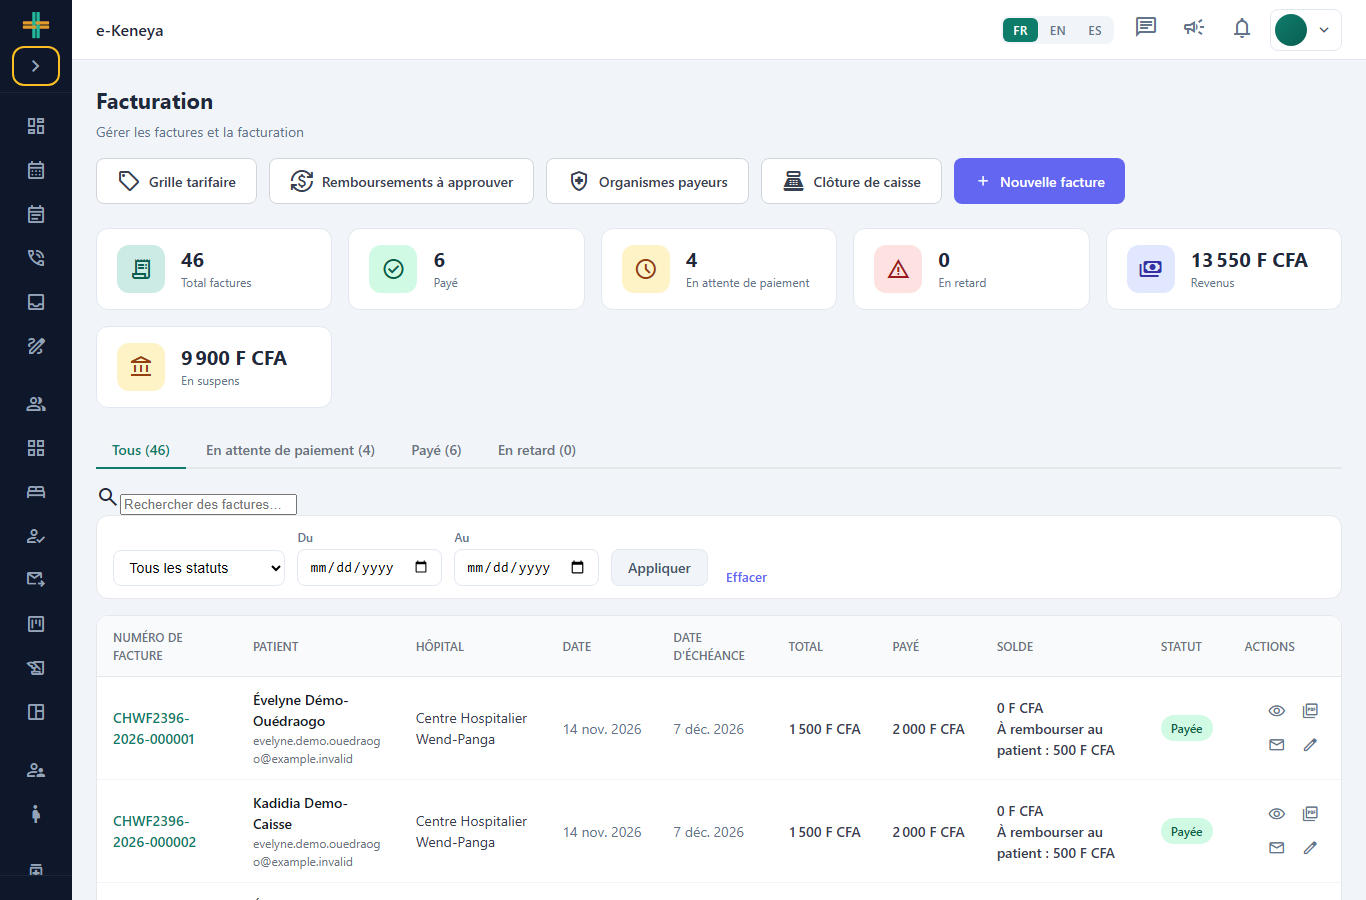 e-Keneya
FR EN ES
Facturation
Gérer les factures et la facturation
Grille tarifaire
Remboursements à approuver
Organismes payeurs
Clôture de caisse
+ Nouvelle facture
46
Total factures
6
Payé
4
En attente de paiement
0
En retard
13 550 F CFA
Revenus
9 900 F CFA
En suspens
Tous (46) En attente de paiement (4) Payé (6) En retard (0)
Rechercher des factures…
Tous les statuts
Du
mm/dd/yyyy
Au
mm/dd/yyyy
Appliquer
Effacer
NUMÉRO DE FACTURE PATIENT HÔPITAL DATE DATE D'ÉCHÉANCE TOTAL PAYÉ SOLDE STATUT ACTIONS
CHWF2396-
2026-000001
Évelyne Démo-
Ouédraogo
evelyne.demo.ouedraog
o@example.invalid
Centre Hospitalier
Wend-Panga
14 nov. 2026
7 déc. 2026
1 500 F CFA
2 000 F CFA
0 F CFA
À rembourser au
patient : 500 F CFA
Payée
PDF
CHWF2396-
2026-000002
Kadidia Demo-
Caisse
evelyne.demo.ouedraog
o@example.invalid
Centre Hospitalier
Wend-Panga
14 nov. 2026
7 déc. 2026
1 500 F CFA
2 000 F CFA
0 F CFA
À rembourser au
patient : 500 F CFA
Payée
PDF